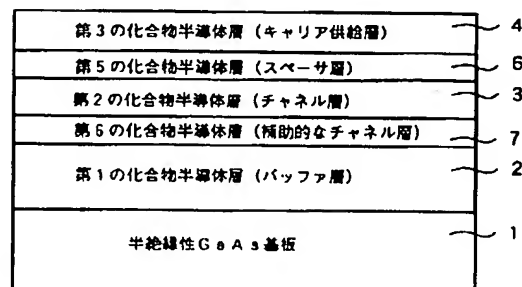 第3の化合物半導体層(キャリア供給層) 4
第5の化合物半導体層(スペーサ層) 6
第2の化合物半導体層(チャネル層) 3
第6の化合物半導体層(補助的なチャネル層) 7
第1の化合物半導体層(バッファ層) 2
半絶縁性GaAs基板 1